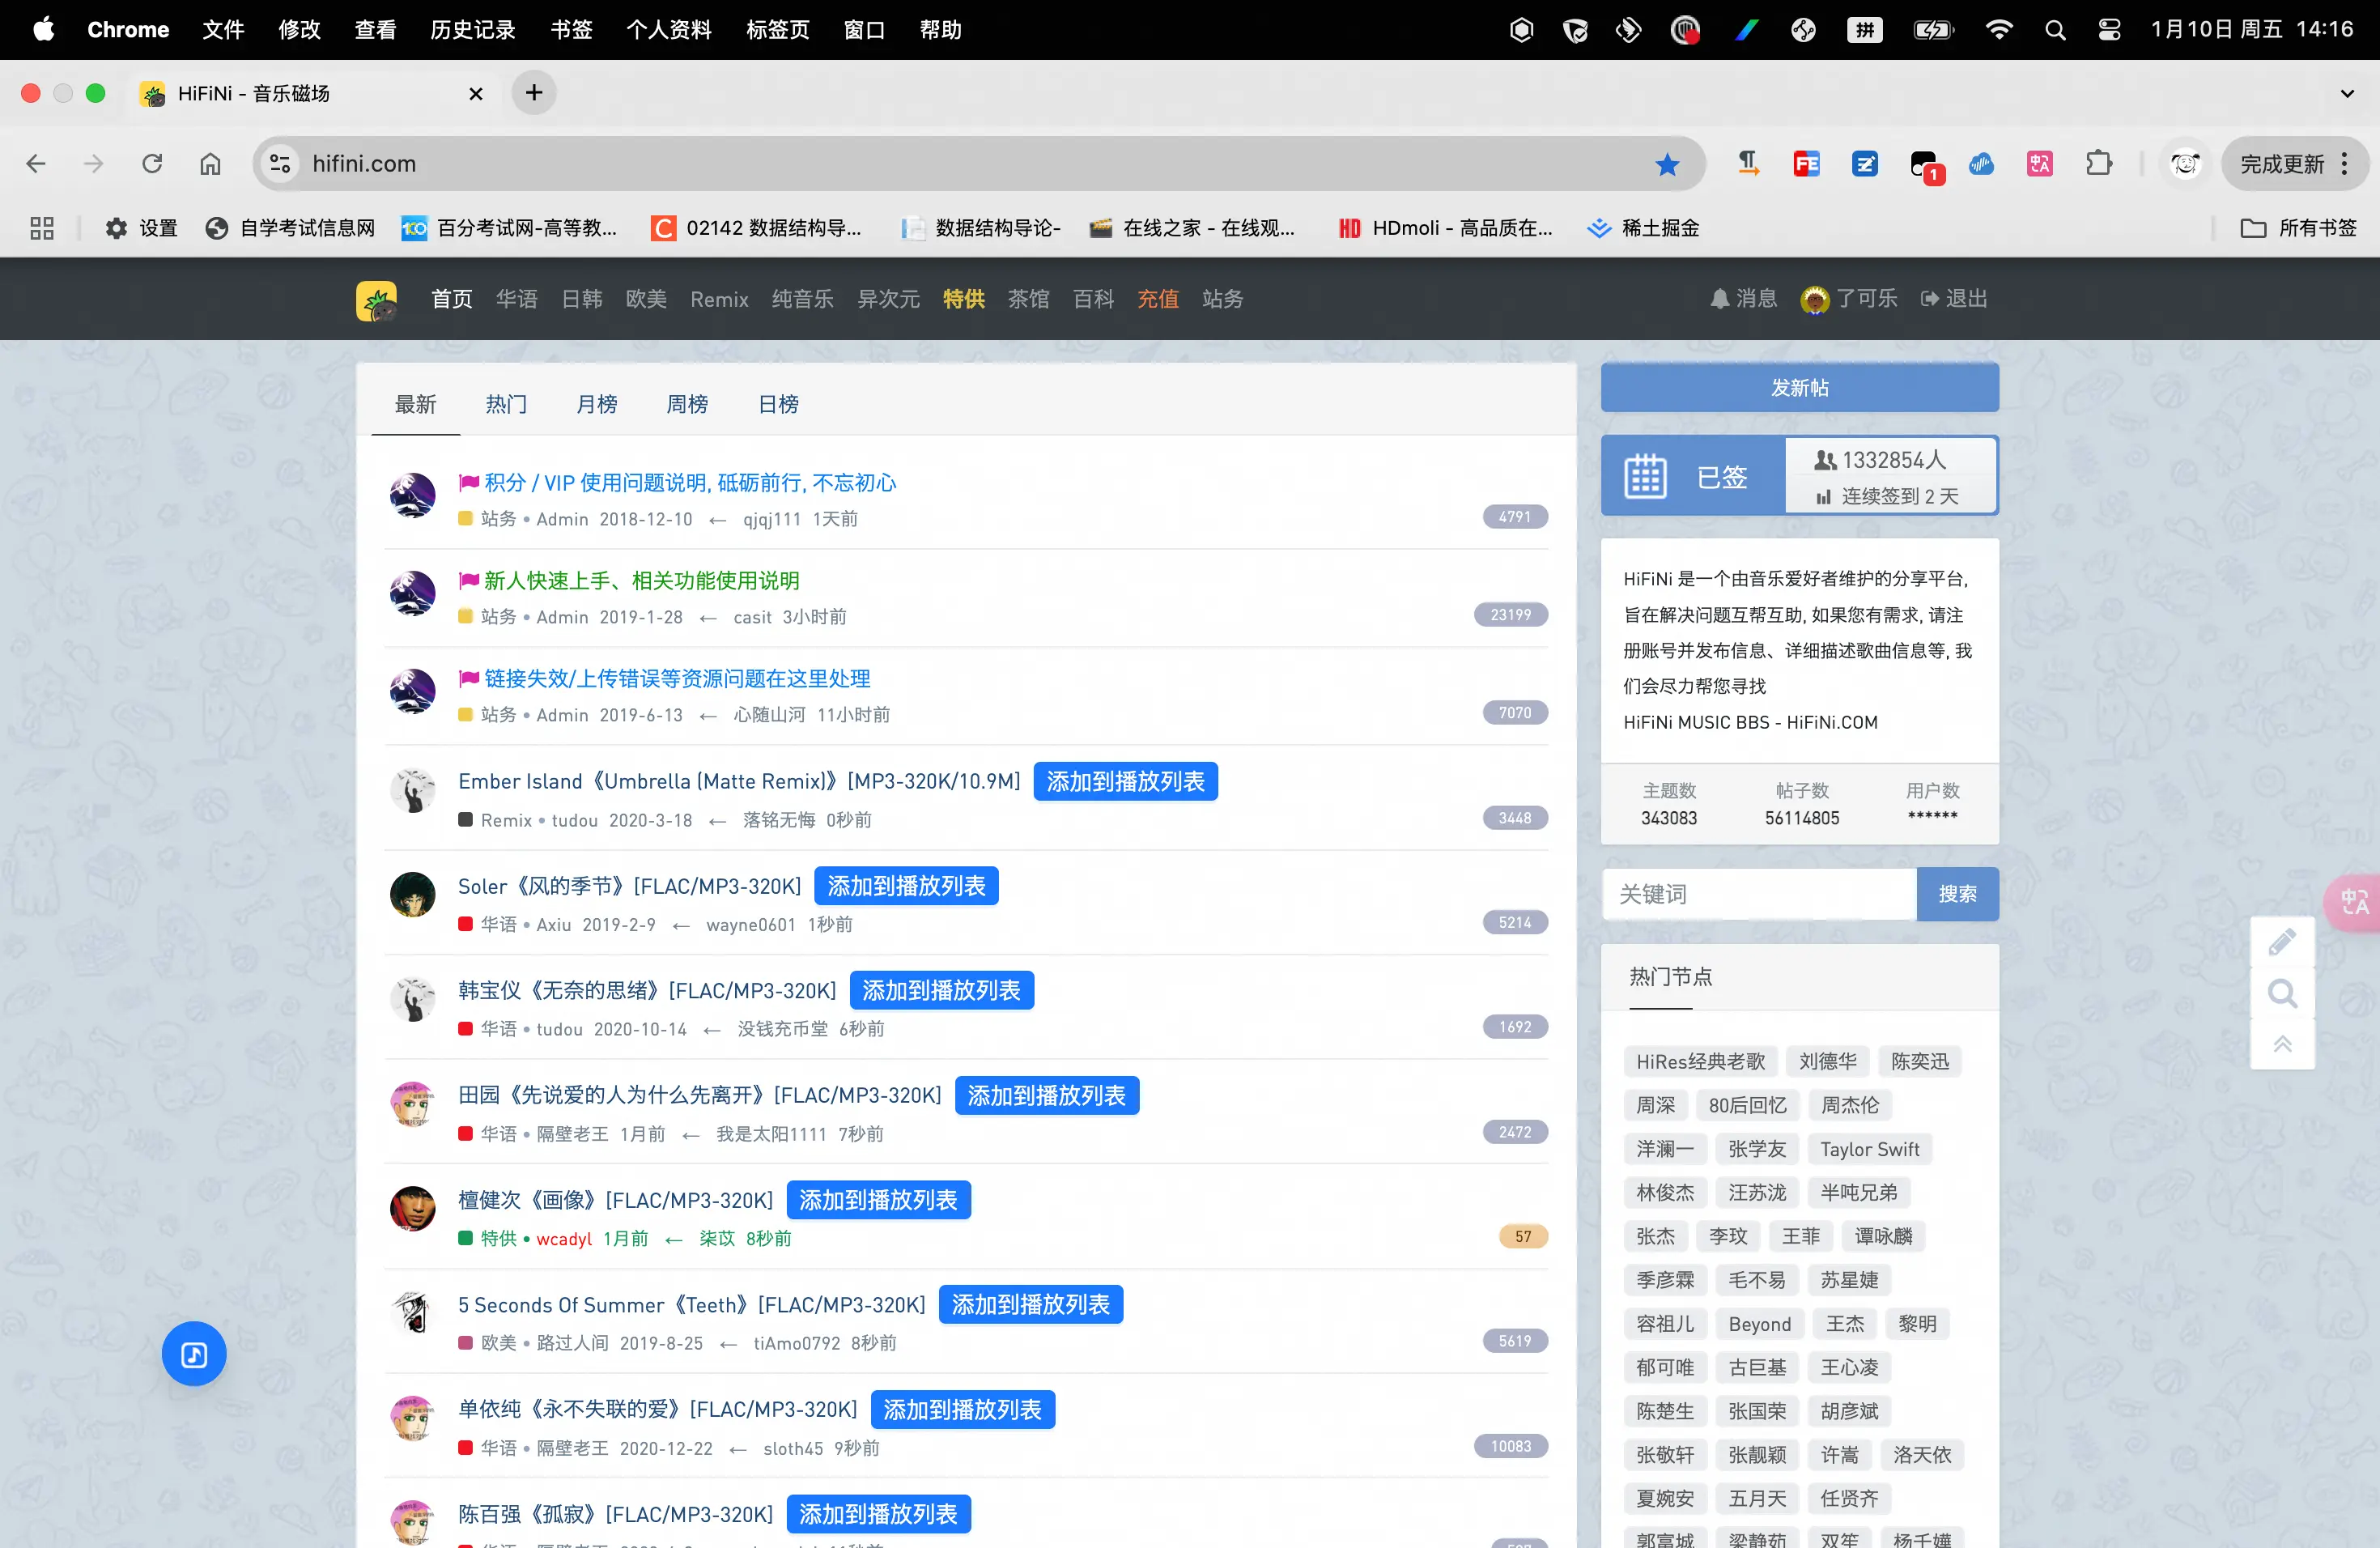 Chrome 文件 修改 查看 历史记录 书签 个人资料 标签页 窗口 帮助 拼 1月10日 周五 14:16
HiFiNi - 音乐磁场
hifini.com 1 完成更新
设置 自学考试信息网 百分考试网-高等教... 02142 数据结构导... 数据结构导论- 在线之家 - 在线观... HDmoli - 高品质在... 稀土掘金 所有书签
首页 华语 日韩 欧美 Remix 纯音乐 异次元 特供 茶馆 百科 充值 站务 消息 了可乐 退出
最新 热门 月榜 周榜 日榜
积分 / VIP 使用问题说明, 砥砺前行, 不忘初心
站务 • Admin 2018-12-10 ← qjqj111 1天前 4791
新人快速上手、相关功能使用说明
站务 • Admin 2019-1-28 ← casit 3小时前 23199
链接失效/上传错误等资源问题在这里处理
站务 • Admin 2019-6-13 ← 心随山河 11小时前 7070
Ember Island《Umbrella (Matte Remix)》[MP3-320K/10.9M] 添加到播放列表
Remix • tudou 2020-3-18 ← 落铭无悔 0秒前 3448
Soler《风的季节》[FLAC/MP3-320K] 添加到播放列表
华语 • Axiu 2019-2-9 ← wayne0601 1秒前 5214
韩宝仪《无奈的思绪》[FLAC/MP3-320K] 添加到播放列表
华语 • tudou 2020-10-14 ← 没钱充币堂 6秒前 1692
田园《先说爱的人为什么先离开》[FLAC/MP3-320K] 添加到播放列表
华语 • 隔壁老王 1月前 ← 我是太阳1111 7秒前 2472
檀健次《画像》[FLAC/MP3-320K] 添加到播放列表
特供 • wcadyl 1月前 ← 柒苡 8秒前 57
5 Seconds Of Summer《Teeth》[FLAC/MP3-320K] 添加到播放列表
欧美 • 路过人间 2019-8-25 ← tiAmo0792 8秒前 5619
单依纯《永不失联的爱》[FLAC/MP3-320K] 添加到播放列表
华语 • 隔壁老王 2020-12-22 ← sloth45 9秒前 10083
陈百强《孤寂》[FLAC/MP3-320K] 添加到播放列表
发新帖
已签
1332854人
连续签到 2 天
HiFiNi 是一个由音乐爱好者维护的分享平台,
旨在解决问题互帮互助, 如果您有需求, 请注
册账号并发布信息、详细描述歌曲信息等, 我
们会尽力帮您寻找
HiFiNi MUSIC BBS - HiFiNi.COM
主题数 帖子数 用户数
343083 56114805 ******
关键词 搜索
热门节点
HiRes经典老歌 刘德华 陈奕迅
周深 80后回忆 周杰伦
洋澜一 张学友 Taylor Swift
林俊杰 汪苏泷 半吨兄弟
张杰 李玟 王菲 谭咏麟
季彦霖 毛不易 苏星婕
容祖儿 Beyond 王杰 黎明
郁可唯 古巨基 王心凌
陈楚生 张国荣 胡彦斌
张敬轩 张靓颖 许嵩 洛天依
夏婉安 五月天 任贤齐
郭富城 梁静茹 双笙 杨千嬅